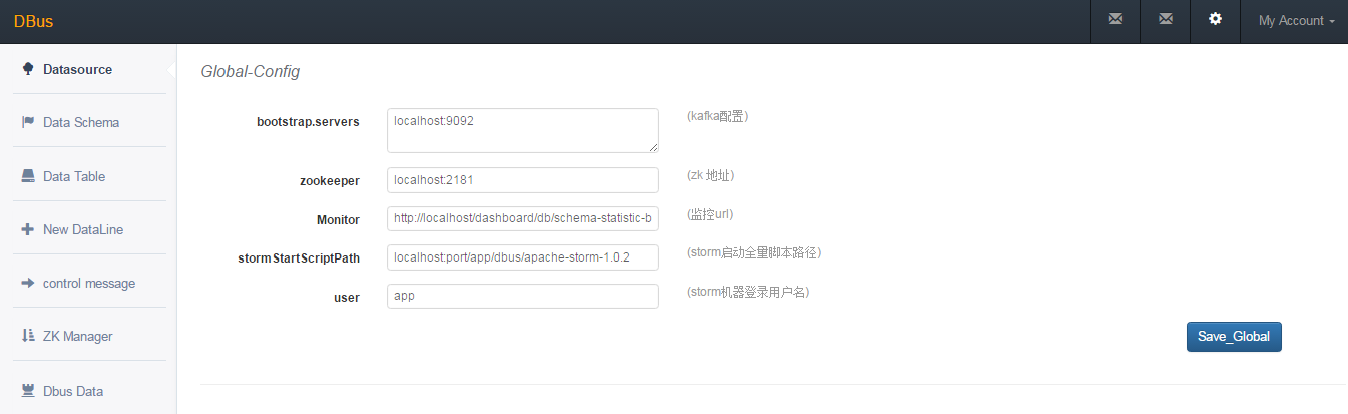 DBus
My Account
Datasource
Data Schema
Data Table
New DataLine
control message
ZK Manager
Dbus Data
Global-Config
bootstrap.servers localhost:9092 (kafka配置)
zookeeper localhost:2181 (zk 地址)
Monitor http://localhost/dashboard/db/schema-statistic-b (监控url)
stormStartScriptPath localhost:port/app/dbus/apache-storm-1.0.2 (storm启动全量脚本路径)
user app (storm机器登录用户名)
Save_Global